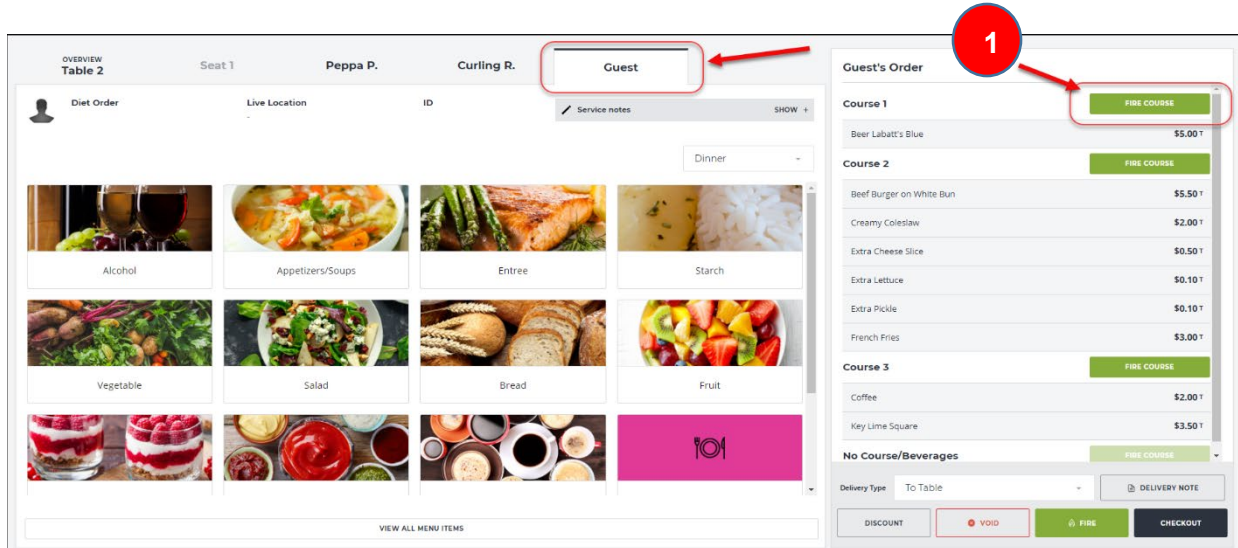 1
OVERVIEW
Table 2
Seat 1
Peppa P.
Curling R.
Guest
Diet Order
Live Location
-
ID
Service notes
SHOW +
Dinner
Alcohol
Appetizers/Soups
Entree
Starch
Vegetable
Salad
Bread
Fruit
VIEW ALL MENU ITEMS
Guest's Order
Course 1 FIRE COURSE
Beer Labatt's Blue $5.00 T
Course 2 FIRE COURSE
Beef Burger on White Bun $5.50 T
Creamy Coleslaw $2.00 T
Extra Cheese Slice $0.50 T
Extra Lettuce $0.10 T
Extra Pickle $0.10 T
French Fries $3.00 T
Course 3 FIRE COURSE
Coffee $2.00 T
Key Lime Square $3.50 T
No Course/Beverages FIRE COURSE
Delivery Type To Table DELIVERY NOTE
DISCOUNT VOID FIRE CHECKOUT